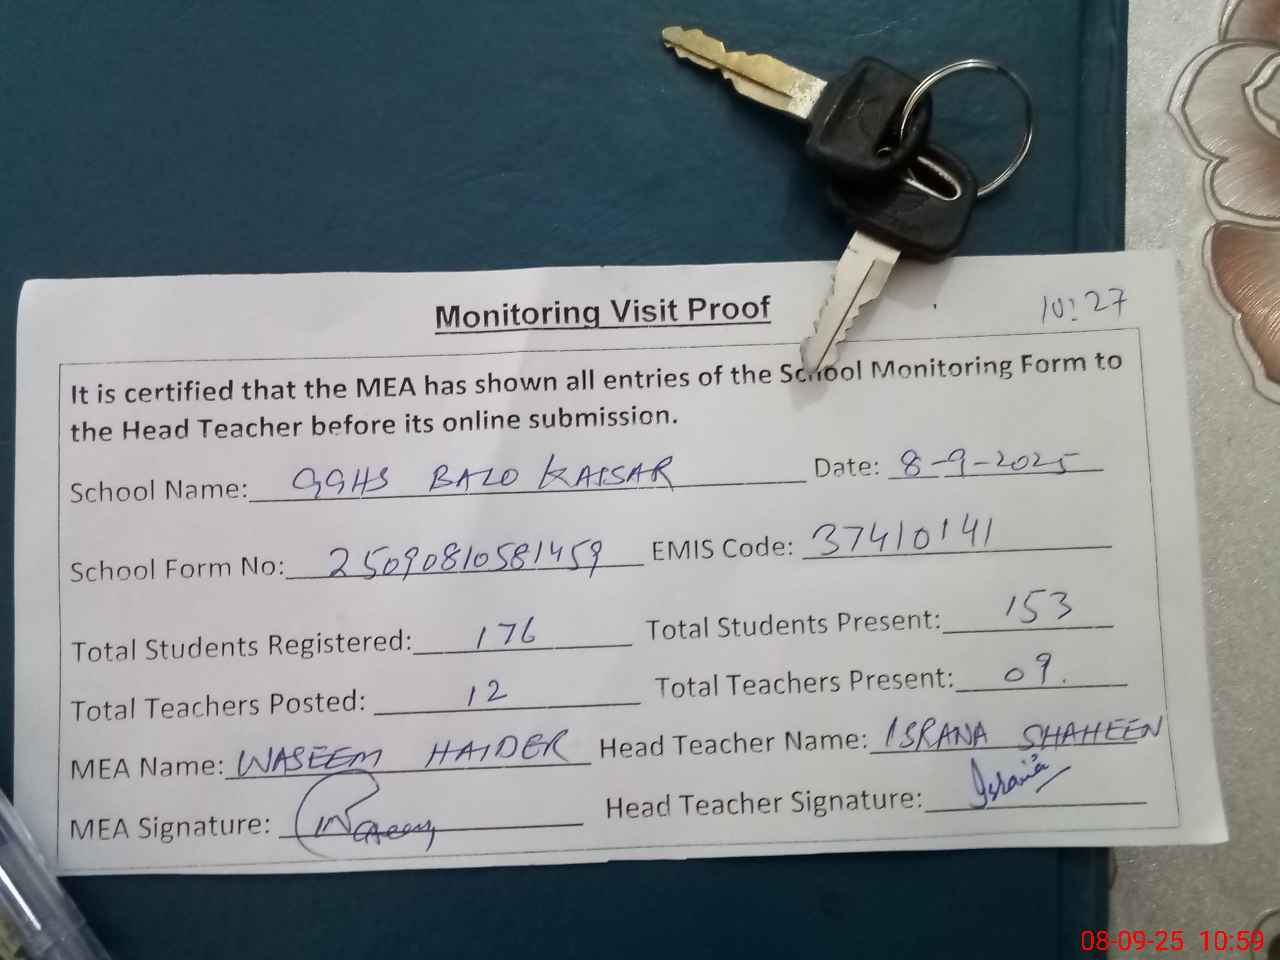 Monitoring Visit Proof
10:27
It is certified that the MEA has shown all entries of the School Monitoring Form to
the Head Teacher before its online submission.
School Name: GGHS BAZO KAISAR Date: 8-9-2025
School Form No: 25090810581459 EMIS Code: 37410141
Total Students Registered: 176 Total Students Present: 153
Total Teachers Posted: 12 Total Teachers Present: 09.
MEA Name: WASEEM HAIDER Head Teacher Name: ISRANA SHAHEEN
MEA Signature: Waseem Head Teacher Signature: Israna
08-09-25 10:59